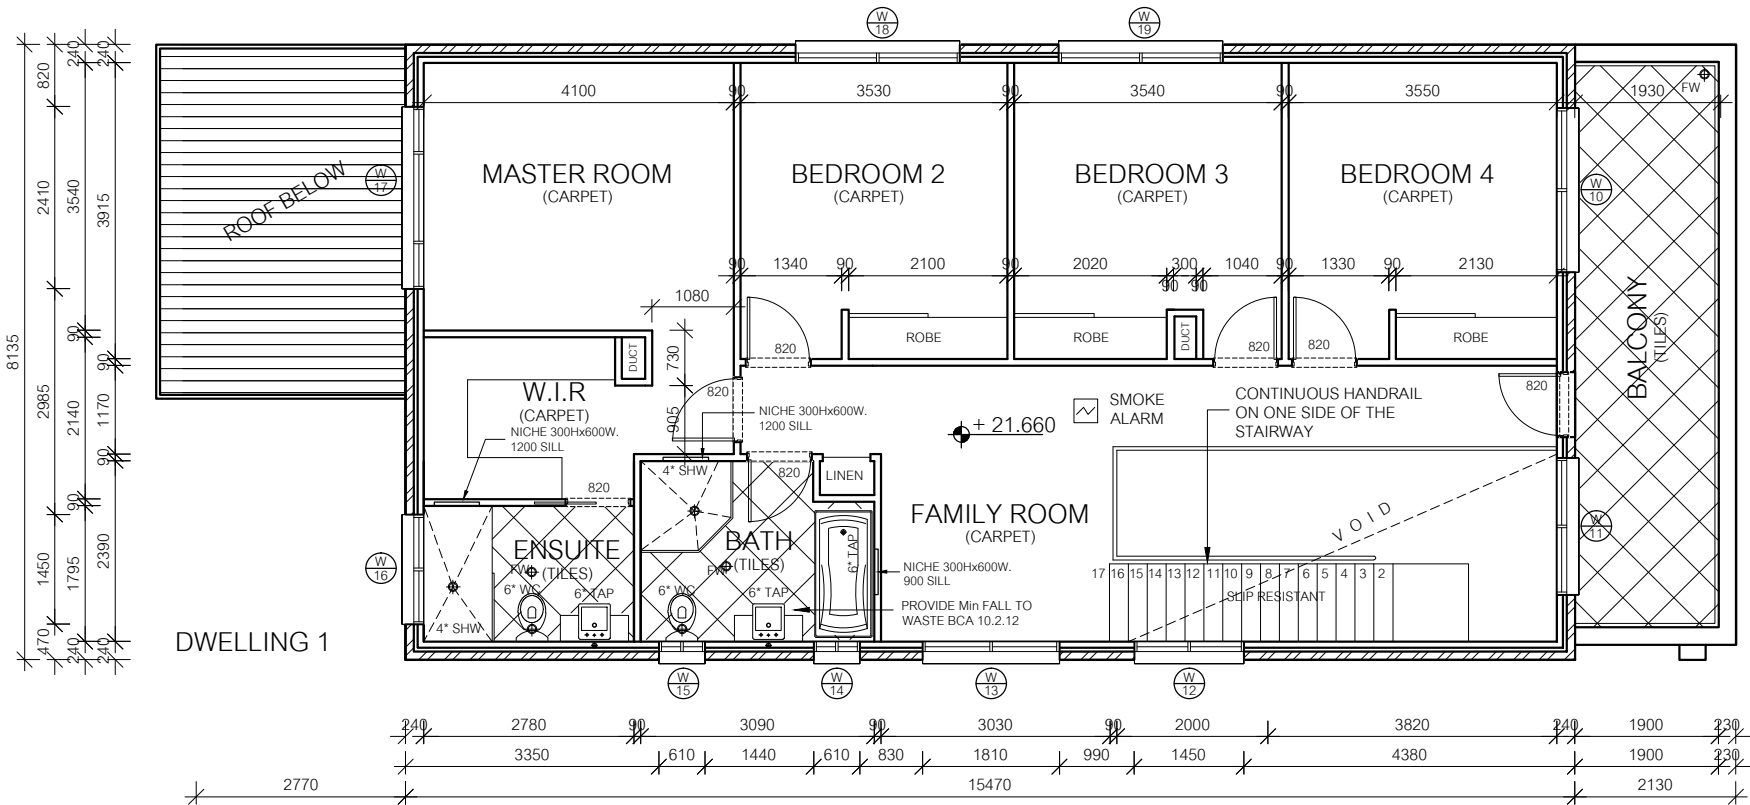 W
18
W
19
240
240
820
2410
3540
3915
8135
2985
90
90
2140
1170
90
90
1450
1795
2390
470
240
240
4100
90
3530
90
3540
90
3550
1930
FW
W
17
ROOF BELOW
MASTER ROOM
(CARPET)
BEDROOM 2
(CARPET)
BEDROOM 3
(CARPET)
BEDROOM 4
(CARPET)
W
10
90
1340
90
2100
90
2020
90
300
90
1040
90
1330
90
2130
1080
BALCONY
(TILES)
820
ROBE
ROBE
DUCT
820
820
ROBE
DUCT
730
905
820
W.I.R
(CARPET)
NICHE 300Hx600W.
1200 SILL
NICHE 300Hx600W.
1200 SILL
+ 21.660
SMOKE
ALARM
CONTINUOUS HANDRAIL
ON ONE SIDE OF THE
STAIRWAY
820
4* SHW
820
LINEN
820
FAMILY ROOM
(CARPET)
VOID
W
11
W
16
ENSUITE
(TILES)
FW
6* WC
6* TAP
4* SHW
BATH
(TILES)
FW
6* WC
6* TAP
6* TAP
NICHE 300Hx600W.
900 SILL
PROVIDE Min FALL TO
WASTE BCA 10.2.12
17 16 15 14 13 12 11 10 9 8 7 6 5 4 3 2
SLIP RESISTANT
DWELLING 1
W
15
W
14
W
13
W
12
240 2780 90 3090 90 3030 90 2000 3820 240 1900 230
3350 610 1440 610 830 1810 990 1450 4380 1900 230
2770 15470 2130